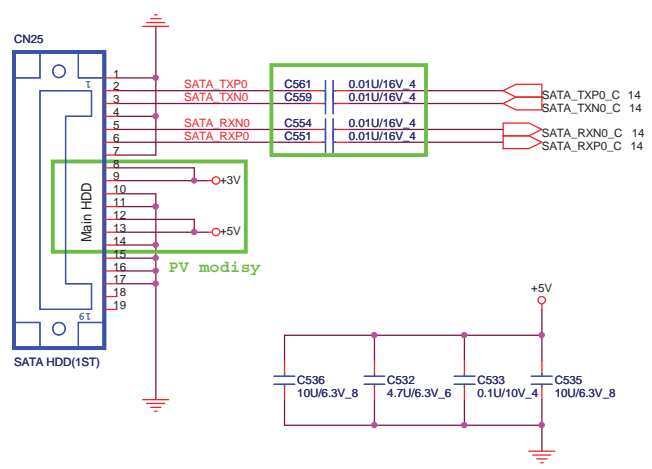 CN25
1
1
2
3
4
5
6
7
8
9
10
11
12
13
14
15
16
17
18
19
19
SATA_TXP0 C561 0.01U/16V_4 SATA_TXP0_C 14
SATA_TXN0 C559 0.01U/16V_4 SATA_TXN0_C 14
SATA_RXN0 C554 0.01U/16V_4 SATA_RXN0_C 14
SATA_RXP0 C551 0.01U/16V_4 SATA_RXP0_C 14
Main HDD
+3V
+5V
PV modisy
SATA HDD(1ST)
+5V
C536
10U/6.3V_8
C532
4.7U/6.3V_6
C533
0.1U/10V_4
C535
10U/6.3V_8